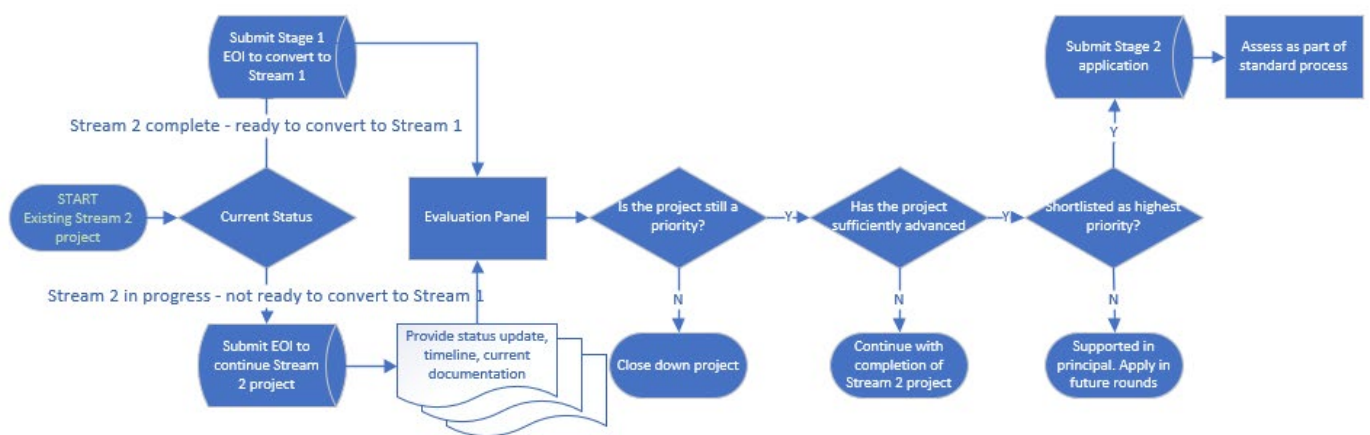 Submit Stage 1
EOI to convert to
Stream 1
Submit Stage 2
application
Assess as part of
standard process
Stream 2 complete - ready to convert to Stream 1
Y
START
Existing Stream 2
project
Current Status
Evaluation Panel
Is the project still a
priority?
Y
Has the project
sufficiently advanced
Y
Shortlisted as highest
priority?
Stream 2 in progress - not ready to convert to Stream 1
N
N
N
Submit EOI to
continue Stream
2 project
Provide status update,
timeline, current
documentation
Close down project
Continue with
completion of
Stream 2 project
Supported in
principal. Apply in
future rounds